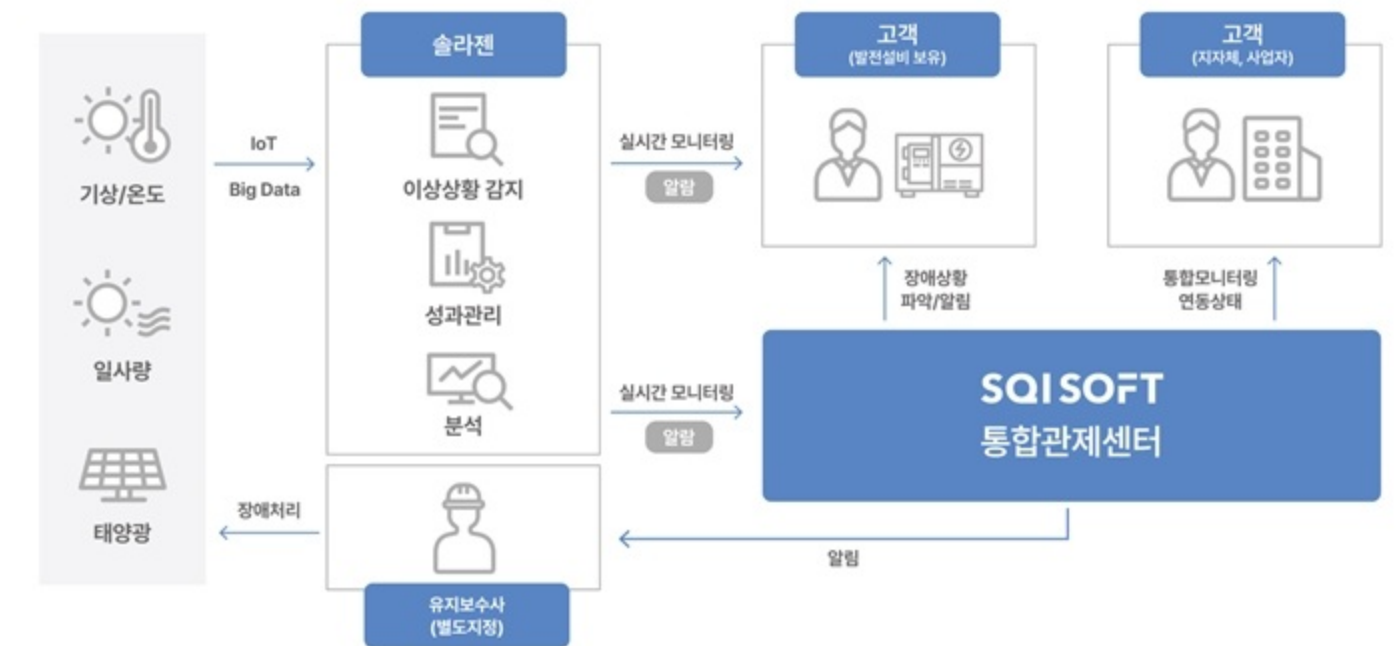 기상/온도
일사량
태양광
IoT
Big Data
장애처리
솔라젠
이상상황 감지
성과관리
분석
유지보수사
(별도지정)
실시간 모니터링
알람
실시간 모니터링
알람
고객
(발전설비 보유)
고객
(지자체, 사업자)
장애상황
파악/알림
통합모니터링
연동상태
SQISOFT
통합관제센터
알림